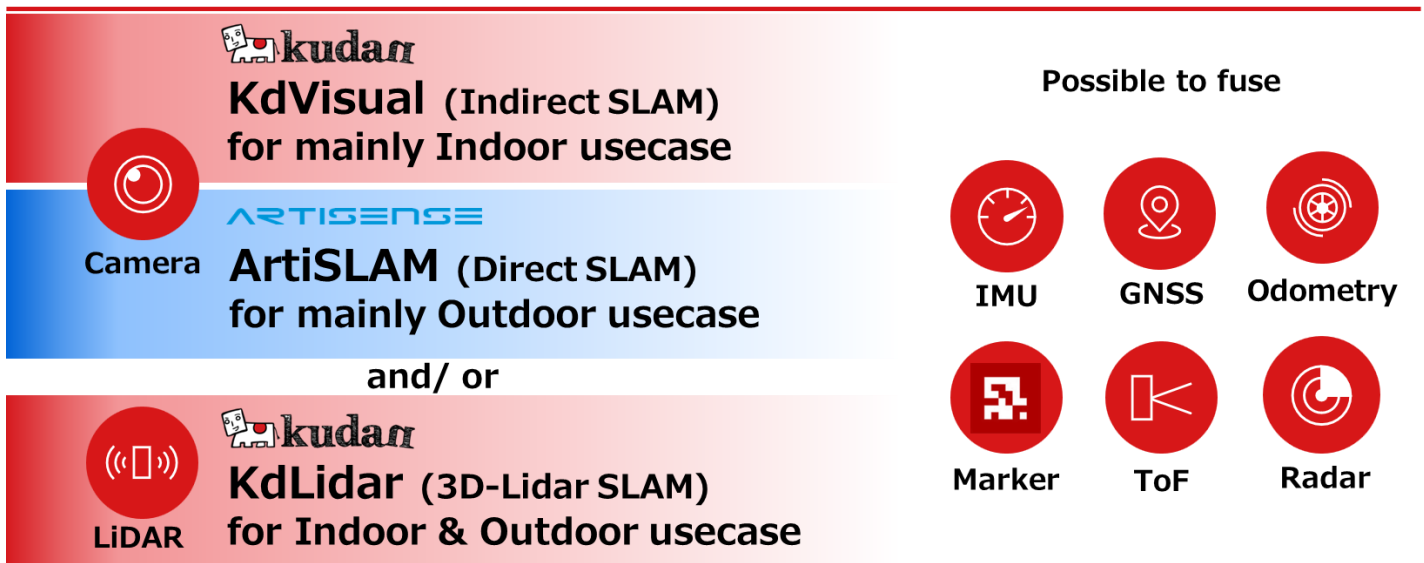 kudan
KdVisual (Indirect SLAM)
for mainly Indoor usecase
Camera
ARTISENSE
ArtiSLAM (Direct SLAM)
for mainly Outdoor usecase
and/ or
kudan
KdLidar (3D-Lidar SLAM)
for Indoor & Outdoor usecase
LiDAR
Possible to fuse
IMU
GNSS
Odometry
Marker
ToF
Radar